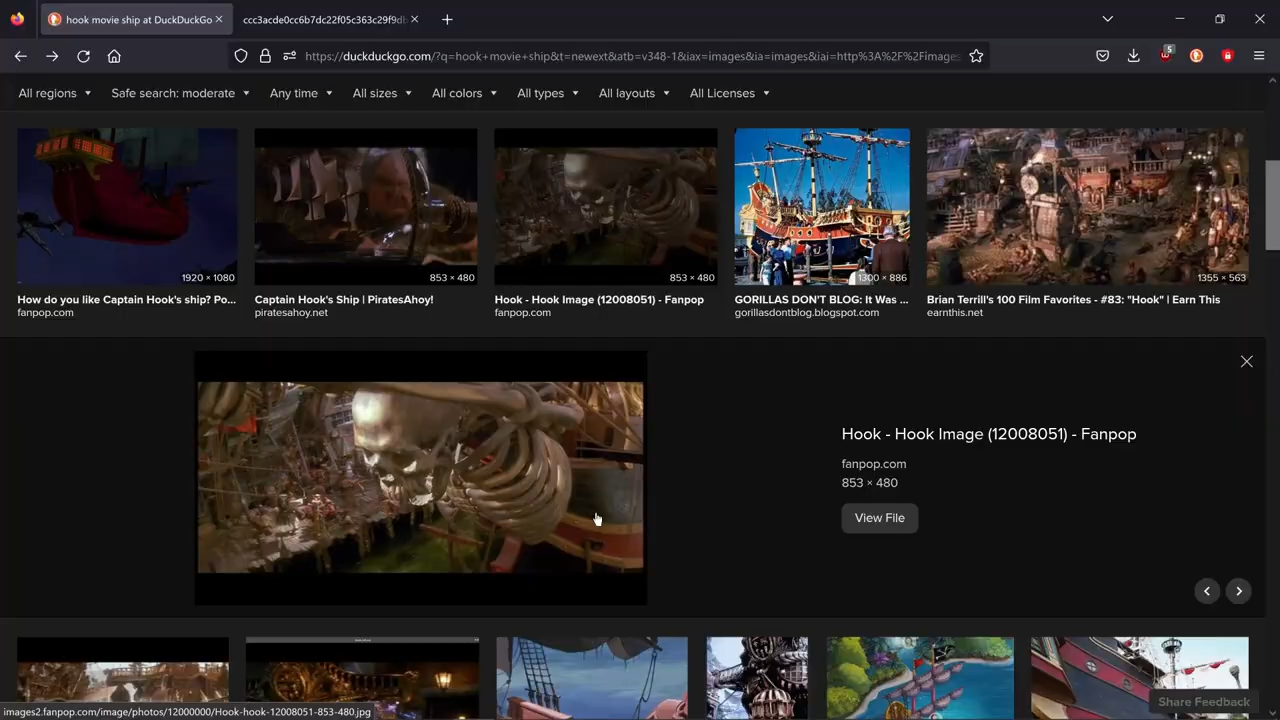 hook movie ship at DuckDuckGo
ccc3acde0cc6b7dc22f05c363c29f9db
5
https://duckduckgo.com/?q=hook+movie+ship&t=newext&atb=v348-1&iax=images&ia=images&iai=http%3A%2F%2Fimages
All regions
Safe search: moderate
Any time
All sizes
All colors
All types
All layouts
All Licenses
1920 × 1080
853 × 480
853 × 480
1300 × 886
1355 × 563
How do you like Captain Hook's ship? Po...
fanpop.com
Captain Hook's Ship | PiratesAhoy!
piratesahoy.net
Hook - Hook Image (12008051) - Fanpop
fanpop.com
GORILLAS DON'T BLOG: It Was ...
gorillasdontblog.blogspot.com
Brian Terrill's 100 Film Favorites - #83: "Hook" | Earn This
earnthis.net
Hook - Hook Image (12008051) - Fanpop
fanpop.com
853 × 480
View File
Share Feedback
images2.fanpop.com/image/photos/12000000/Hook-hook-12008051-853-480.jpg